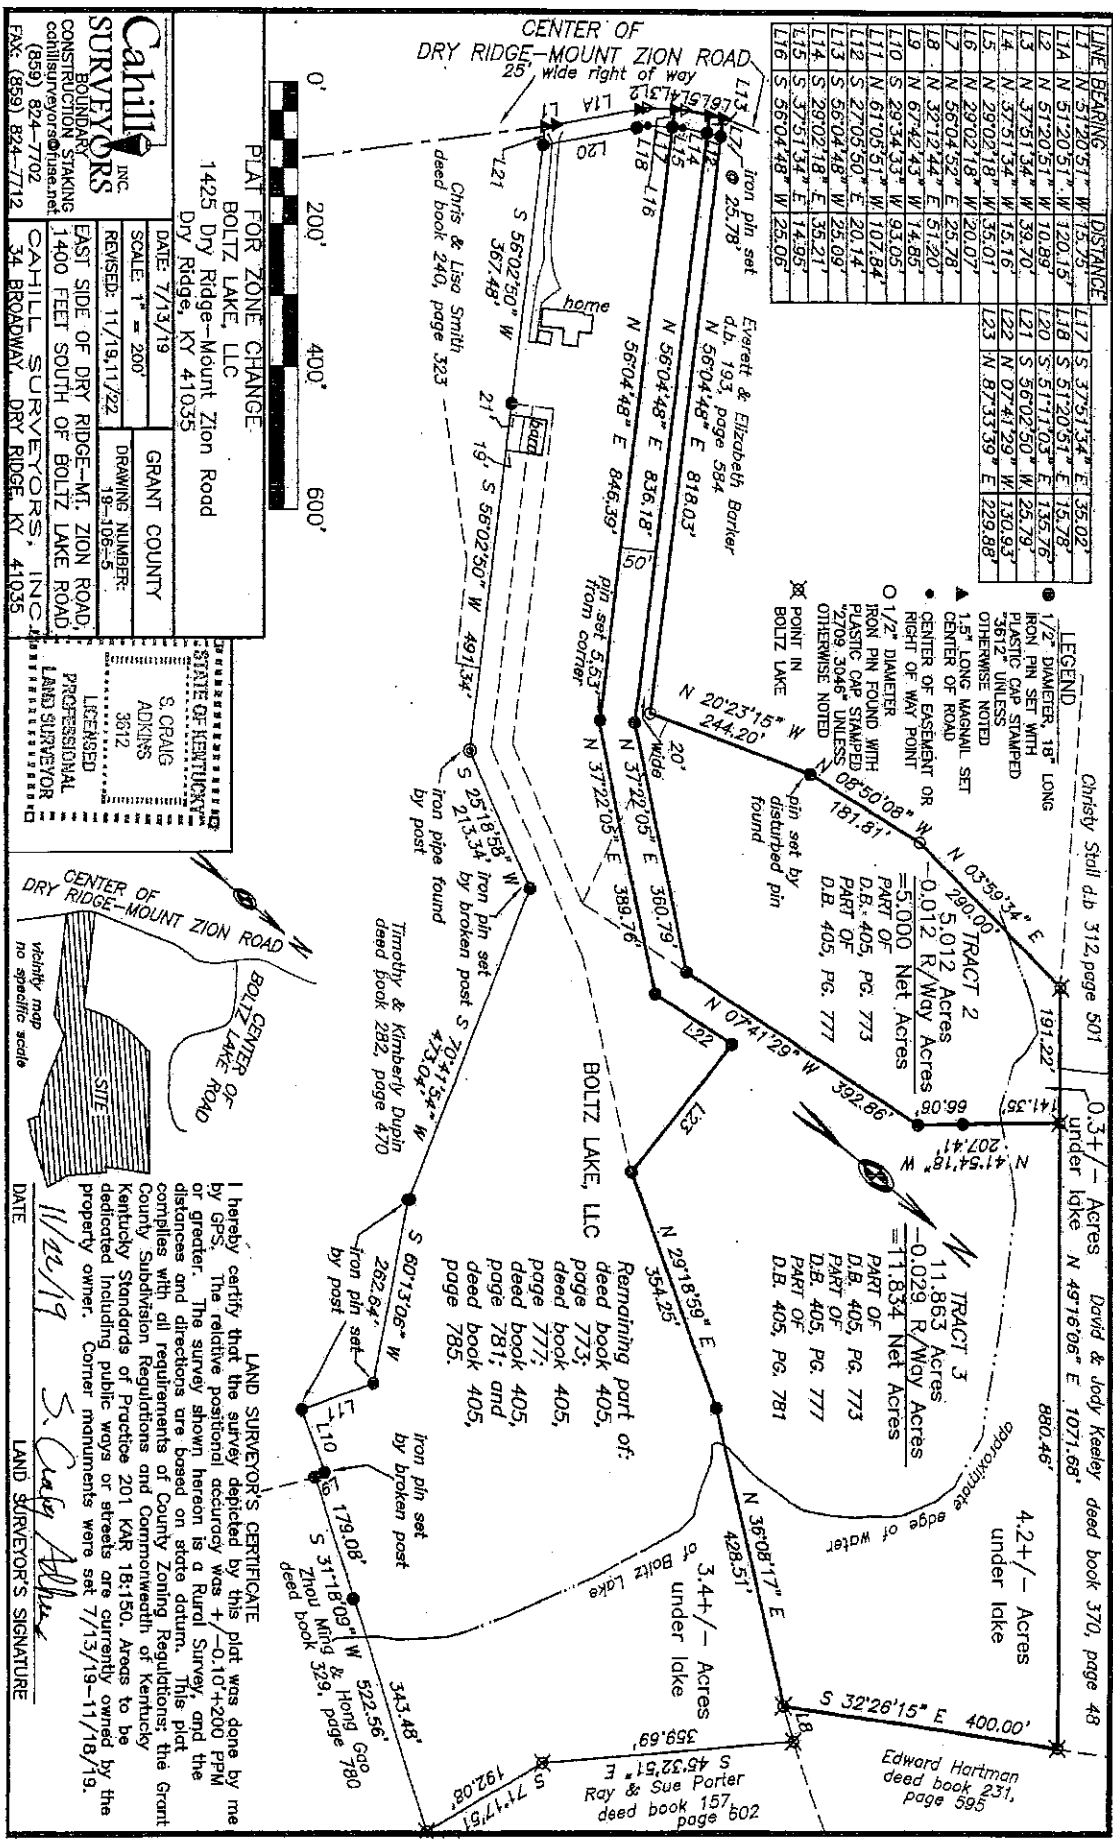 LINE BEARING DISTANCE
L1 N 51°20'51" W 15.75'
L1A N 51°20'51" W 120.15'
L2 N 51°20'51" W 10.89'
L3 N 37°51'34" W 39.70'
L4 N 37°51'34" W 15.16'
L5 N 29°02'18" W 35.01'
L6 N 29°02'18" W 20.07'
L7 N 56°04'52" E 25.78'
L8 N 32°12'44" E 51.20'
L9 N 67°42'43" W 14.85'
L10 S 29°34'33" W 93.05'
L11 N 61°05'51" W 107.84'
L12 S 27°05'50" E 20.14'
L13 S 56°04'48" W 25.09'
L14 S 29°02'18" E 35.21'
L15 S 37°51'34" E 14.95'
L16 S 56°04'48" W 25.06'
L17 S 37°51'34" E 35.02'
L18 S 51°20'51" E 15.78'
L20 S 51°11'03" E 135.76'
L21 S 56°02'50" W 25.79'
L22 N 07°41'29" W 130.93'
L23 N 87°33'39" E 229.88'
LEGEND
1/2" DIAMETER, 18" LONG
IRON PIN SET WITH
PLASTIC CAP STAMPED
"3612" UNLESS
OTHERWISE NOTED
1.5" LONG MAGNAIL SET
CENTER OF ROAD
CENTER OF EASEMENT OR
RIGHT OF WAY POINT
1/2" DIAMETER
IRON PIN FOUND WITH
PLASTIC CAP STAMPED
"2709 3046" UNLESS
OTHERWISE NOTED
POINT IN
BOLTZ LAKE
Christy Stall d.b 312, page 501
0.3+/- Acres
under lake
David & Jody Keeley deed book 370, page 48
N 49°16'06" E 1071.68'
191.22'
141.35'
880.46'
CENTER OF
DRY RIDGE-MOUNT ZION ROAD
25' wide right of way
L13
L7
L6
L5
L4
L3
L2
L1A
L1
L12
L14
L15
L17
L18
L16
L20
L21
iron pin set
@ 25.78'
Everett & Elizabeth Barker
d.b. 193, page 584
N 56°04'48" E 818.03'
N 56°04'48" E 836.18'
N 56°04'48" E 846.39'
50'
pin set 5.53'
from corner
20'
wide
N 20°23'15" W
244.20'
pin set by
disturbed pin
found
N 08°50'08" W
181.81'
N 03°59'34" E
290.00'
TRACT 2
5.012 Acres
-0.012 R/Way Acres
=5.000 Net Acres
PART OF
D.B. 405, PG. 773
PART OF
D.B. 405, PG. 777
N 37°22'05" E 360.79'
N 37°22'05" E 389.76'
N 07°41'29" W 392.86'
66.06'
207.41'
N 41°54'18" W
L22
L23
N
TRACT 3
11.863 Acres
-0.029 R/Way Acres
=11.834 Net Acres
PART OF
D.B. 405, PG. 773
PART OF
D.B. 405, PG. 777
PART OF
D.B. 405, PG. 781
4.2+/- Acres
under lake
approximate edge of water
of Boltz Lake
3.4+/- Acres
under lake
N 29°18'59" E
354.25'
N 36°08'17" E
428.51'
S 32°26'15" E 400.00'
L8
Edward Hartman
deed book 231,
page 595
S 45°32'51" E
359.69'
Ray & Sue Porter
deed book 157,
page 602
S 71°17'51
192.08'
BOLTZ LAKE, LLC
Remaining part of:
deed book 405,
page 773;
deed book 405,
page 777;
deed book 405,
page 781; and
deed book 405,
page 785.
home
barn
21'
19'
S 56°02'50" W
367.48'
S 56°02'50" W 491.34'
Chris & Lisa Smith
deed book 240, page 323
iron pipe found
by post
S 25°18'58" W
213.34'
iron pin set
by broken post
Timothy & Kimberly Dupin
deed book 282, page 470
S 70°41'54" W
473.04'
S 60°13'06" W
262.64'
iron pin set
by post
L11
L10
L9
iron pin set
by broken post
179.08'
343.48'
S 31°18'09" W 522.56'
Zhou Ming & Hong Gao
deed book 329, page 780
0' 200' 400' 600'
PLAT FOR ZONE CHANGE
BOLTZ LAKE, LLC
1425 Dry Ridge-Mount Zion Road
Dry Ridge, KY 41035
Cahill
SURVEYORS
INC.
BOUNDARY
CONSTRUCTION STAKING
cahillsurveyors@fuse.net
(859) 824-7702
FAX: (859) 824-7712
DATE: 7/13/19
SCALE: 1" = 200'
REVISED: 11/19,11/22
GRANT COUNTY
DRAWING NUMBER:
19-106-5
EAST SIDE OF DRY RIDGE-MT. ZION ROAD,
1400 FEET SOUTH OF BOLTZ LAKE ROAD
CAHILL SURVEYORS, INC.
34 BROADWAY, DRY RIDGE, KY 41035
STATE OF KENTUCKY
S. CRAIG
ADKINS
3612
LICENSED
PROFESSIONAL
LAND SURVEYOR
N
CENTER OF
DRY RIDGE-MOUNT ZION ROAD
CENTER OF
BOLTZ LAKE ROAD
SITE
vicinity map
no specific scale
LAND SURVEYOR'S CERTIFICATE
I hereby certify that the survey depicted by this plat was done by me
by GPS. The relative positional accuracy was +/-0.10'+200 PPM
or greater. The survey shown hereon is a Rural Survey, and the
distances and directions are based on state datum. This plat
complies with all requirements of County Zoning Regulations; the Grant
County Subdivision Regulations and Commonwealth of Kentucky
Kentucky Standards of Practice 201 KAR 18:150. Areas to be
dedicated including public ways or streets are currently owned by the
property owner. Corner monuments were set 7/13/19-11/18/19.
11/22/19 S. Craig Adkins
DATE LAND SURVEYOR'S SIGNATURE